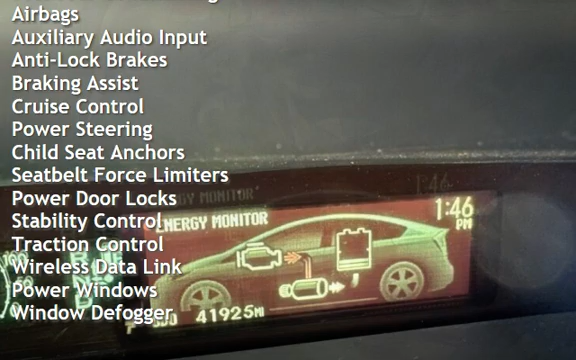 Airbags
Auxiliary Audio Input
Anti-Lock Brakes
Braking Assist
Cruise Control
Power Steering
Child Seat Anchors
Seatbelt Force Limiters
Power Door Locks
Stability Control
Traction Control
Wireless Data Link
Power Windows
Window Defogger
ENERGY MONITOR
1:46
PM
41925MI